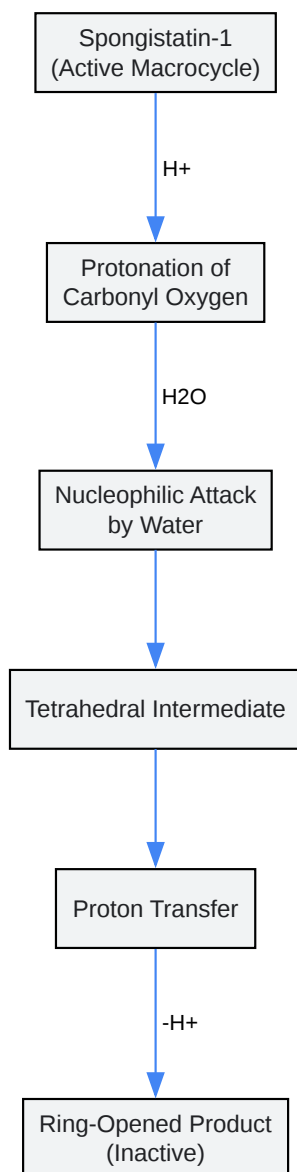 Spongistatin-1
(Active Macrocycle)
H+
Protonation of
Carbonyl Oxygen
H2O
Nucleophilic Attack
by Water
Tetrahedral Intermediate
Proton Transfer
-H+
Ring-Opened Product
(Inactive)